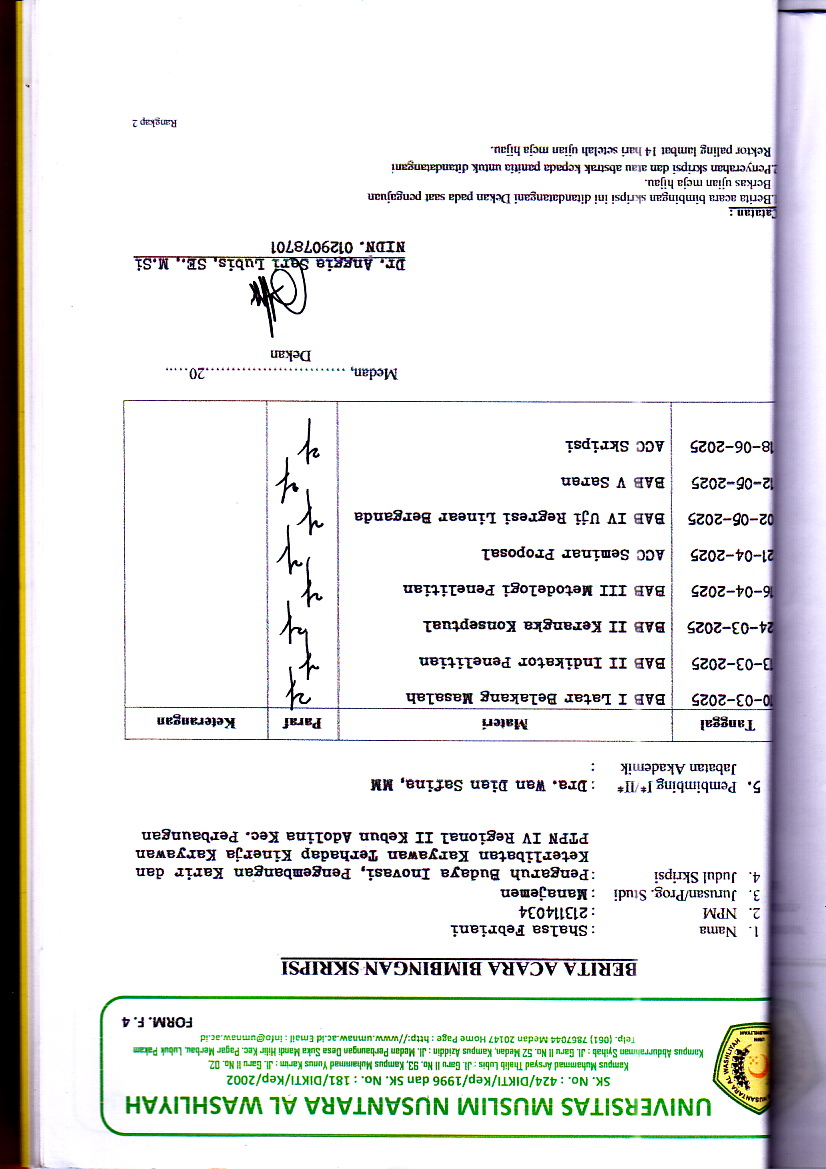 UNIVERSITAS MUSLIM NUSANTARA AL WASHLIYAH
SK. No. : 424/DIKTI/Kep/1996 dan SK. No. : 181/DIKTI/Kep/2002
Kampus Muhammad Arsyad Thalib Lubis : Jl. Garu II No. 93, Kampus Muhammad Yunus Karim : Jl. Garu II No. 02,
Kampus Abdurrahman Syihab : Jl. Garu II No. 52 Medan, Kampus Aziddin : Jl. Medan Perbaungan Desa Suka Mandi Hilir Kec. Pagar Merbau, Lubuk Pakam
Telp. (061) 7867044 Medan 20147 Home Page : http://www.umnaw.ac.id Email : info@umnaw.ac.id
FORM. F. 4
BERITA ACARA BIMBINGAN SKRIPSI
1. Nama : Shalsa Febriani
2. NPM : 213114034
3. Jurusan/Prog. Studi : Manajemen
4. Judul Skripsi : Pengaruh Budaya Inovasi, Pengembangan Karir dan
Keterlibatan Karyawan Terhadap Kinerja Karyawan
PTPN IV Regional II Kebun Adolina Kec. Perbaungan
5. Pembimbing I*/II* : Dra. Wan Dian Safina, MM
Jabatan Akademik :
Tanggal Materi Paraf Keterangan
10-03-2025 BAB I Latar Belakang Masalah
13-03-2025 BAB II Indikator Penelitian
24-03-2025 BAB II Kerangka Konseptual
16-04-2025 BAB III Metodelogi Penelitian
21-04-2025 ACC Seminar Proposal
02-05-2025 BAB IV Uji Regresi Linear Berganda
12-05-2025 BAB V Saran
18-06-2025 ACC Skripsi
Medan, ............................20.....
Dekan
Dr. Anggia Sari Lubis, SE., M.Si
NIDN. 0129078701
Catatan :
1.Berita acara bimbingan skripsi ini ditandatangani Dekan pada saat pengajuan
Berkas ujian meja hijau.
2.Penyerahan skripsi dan atau abstrak kepada panitia untuk ditandatangani
Rektor paling lambat 14 hari setelah ujian meja hijau.
Rangkap 2